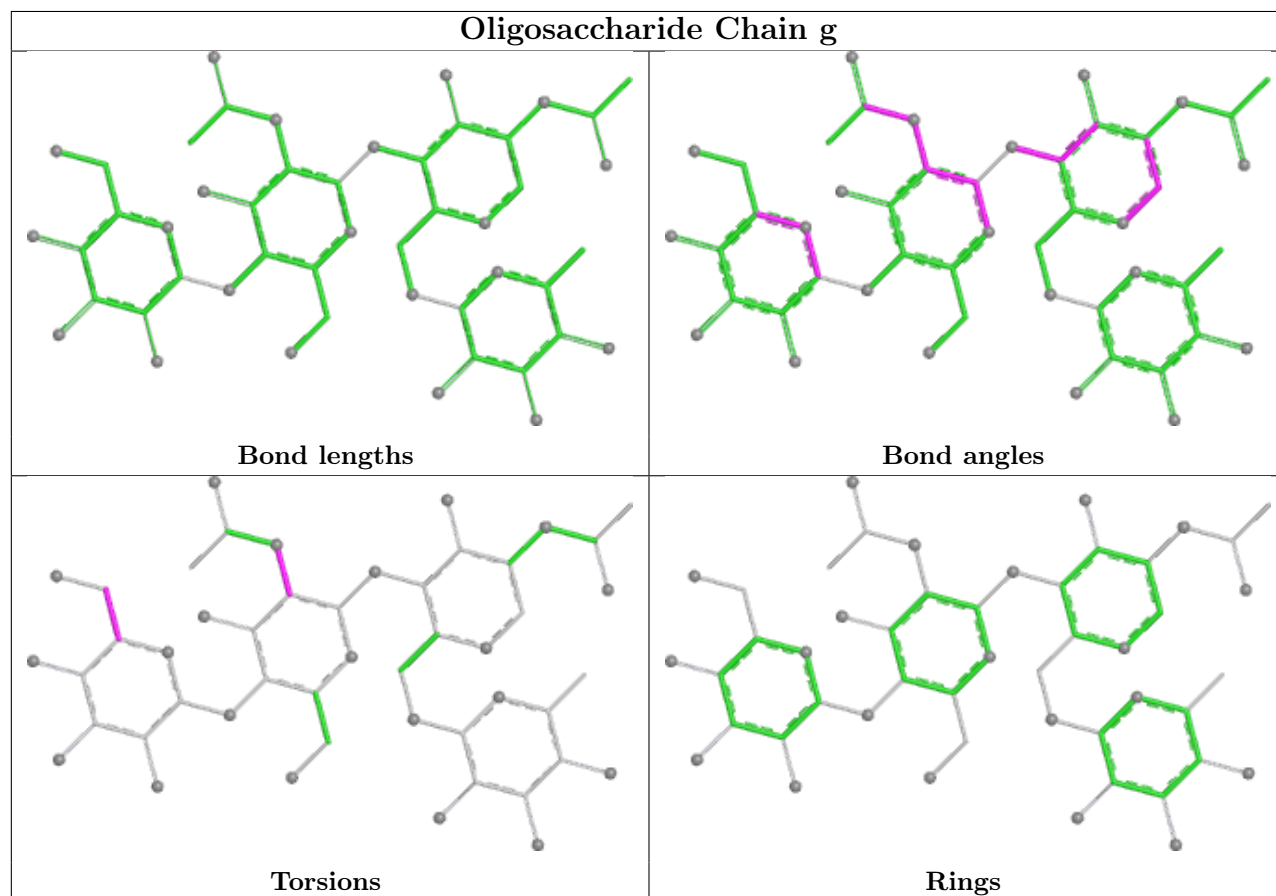 Oligosaccharide Chain g
Bond lengths
Bond angles
Torsions
Rings